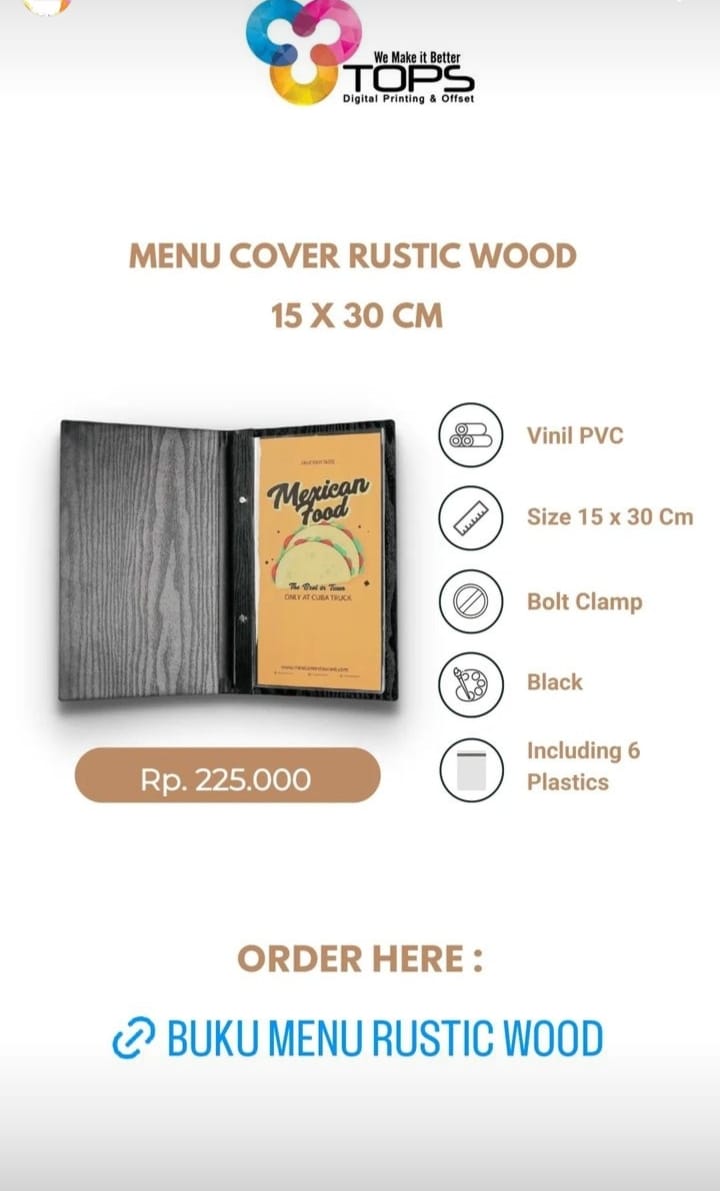 We Make it Better
TOPS
Digital Printing & Offset
MENU COVER RUSTIC WOOD
15 X 30 CM
Mexican
Food
The Best in Town
ONLY AT CUBA TRUCK
Vinil PVC
Size 15 x 30 Cm
Bolt Clamp
Black
Including 6
Plastics
Rp. 225.000
ORDER HERE :
BUKU MENU RUSTIC WOOD